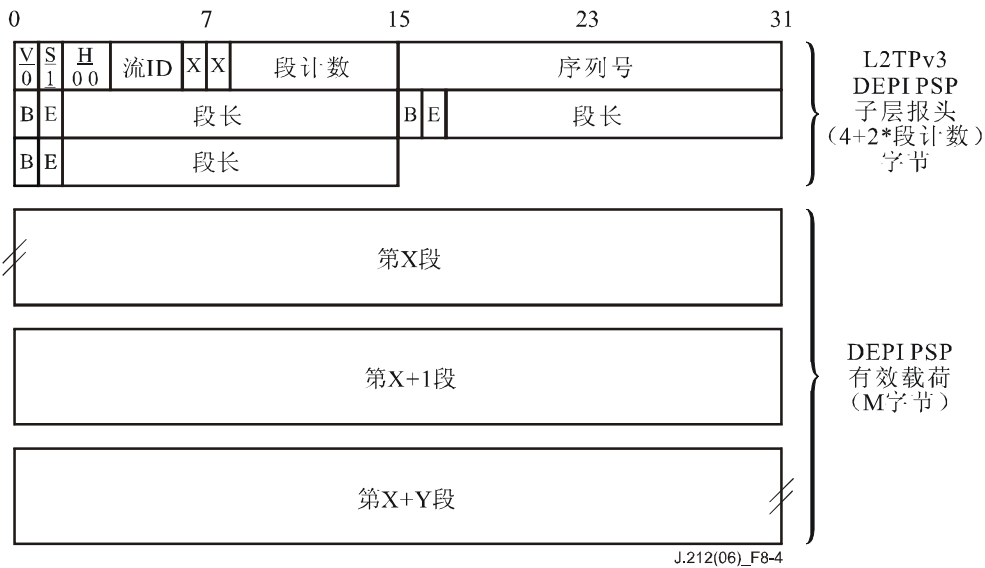 0 7 15 23 31
V 0 S 1 H 0 0 流ID X X 段计数 序列号
B E 段长 B E 段长
B E 段长
L2TPv3
DEPI PSP
子层报头
(4+2*段计数)
字节
第X段
第X+1段
第X+Y段
DEPI PSP
有效载荷
(M字节)
J.212(06)_F8-4